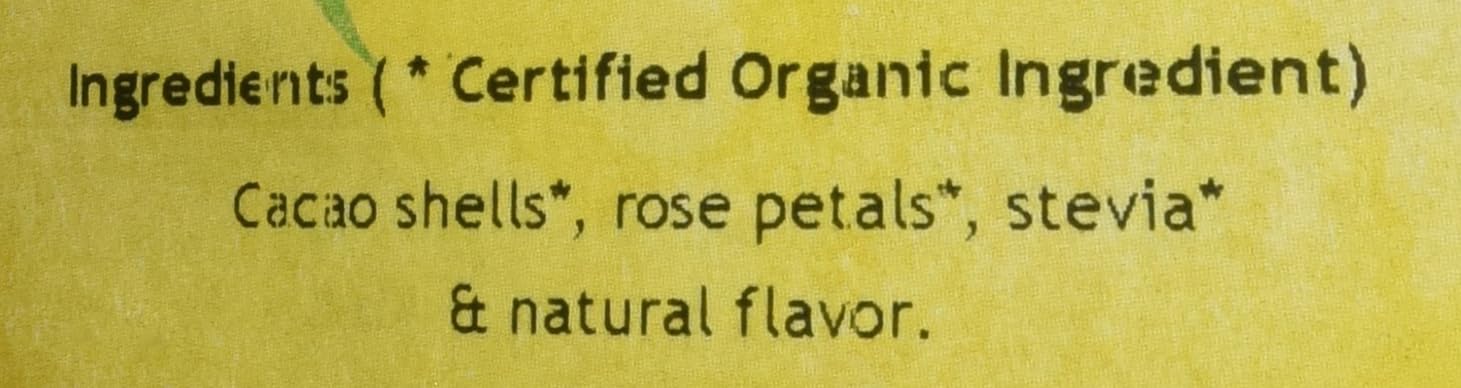 Ingredients ( * Certified Organic Ingredient)
Cacao shells*, rose petals*, stevia*
& natural flavor.